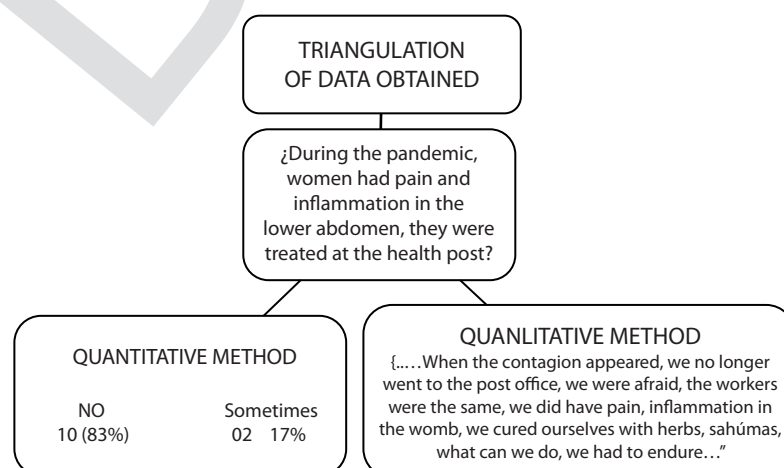 TRIANGULATION
OF DATA OBTAINED
¿During the pandemic,
women had pain and
inflammation in the
lower abdomen, they were
treated at the health post?
QUANTITATIVE METHOD
NO Sometimes
10 (83%) 02 17%
QUANLITATIVE METHOD
{..…When the contagion appeared, we no longer
went to the post office, we were afraid, the workers
were the same, we did have pain, inflammation in
the womb, we cured ourselves with herbs, sahúmas,
what can we do, we had to endure…”